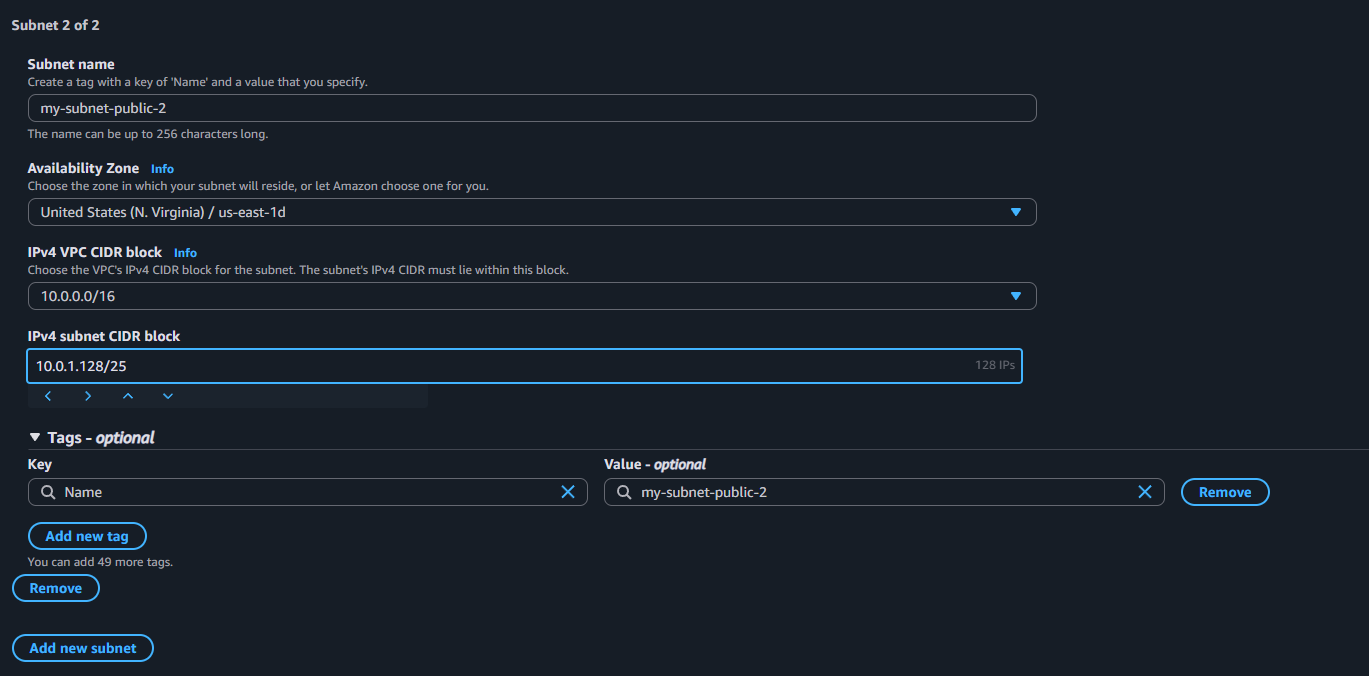 Subnet 2 of 2
Subnet name
Create a tag with a key of 'Name' and a value that you specify.
my-subnet-public-2
The name can be up to 256 characters long.
Availability Zone Info
Choose the zone in which your subnet will reside, or let Amazon choose one for you.
United States (N. Virginia) / us-east-1d
IPv4 VPC CIDR block Info
Choose the VPC's IPv4 CIDR block for the subnet. The subnet's IPv4 CIDR must lie within this block.
10.0.0.0/16
IPv4 subnet CIDR block
10.0.1.128/25 128 IPs
Tags - optional
Key Value - optional
Name my-subnet-public-2 Remove
Add new tag
You can add 49 more tags.
Remove
Add new subnet